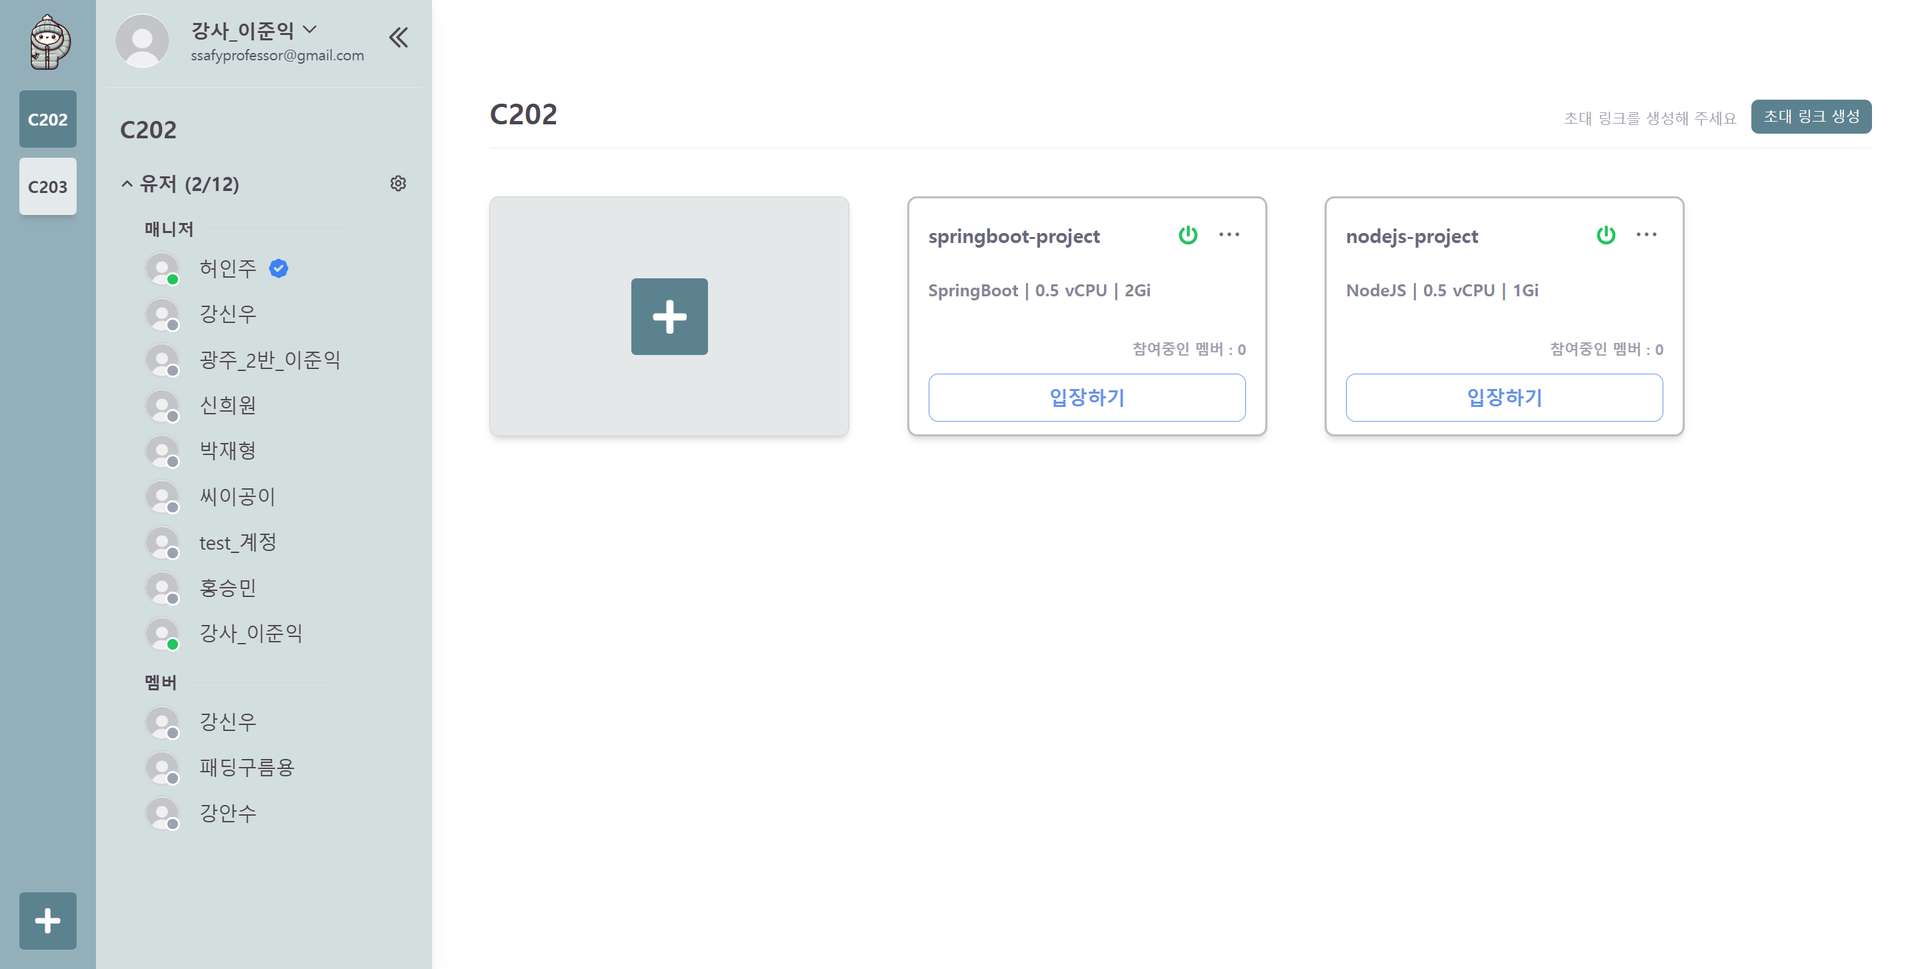 C202
C203
강사_이준익
ssafyprofessor@gmail.com
C202
유저 (2/12)
매니저
허인주
강신우
광주_2반_이준익
신희원
박재형
씨이공이
test_계정
홍승민
강사_이준익
멤버
강신우
패딩구름용
강안수
C202
초대 링크를 생성해 주세요
초대 링크 생성
springboot-project
SpringBoot | 0.5 vCPU | 2Gi
참여중인 멤버 : 0
입장하기
nodejs-project
NodeJS | 0.5 vCPU | 1Gi
참여중인 멤버 : 0
입장하기